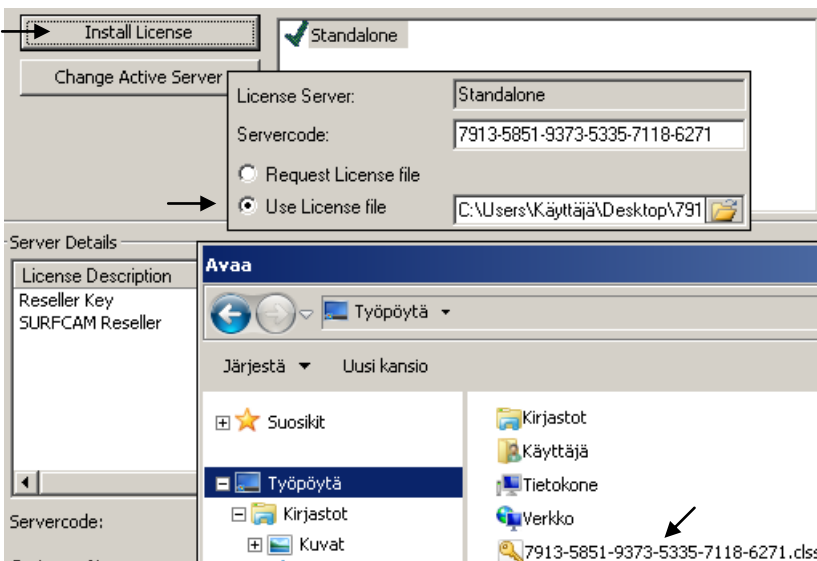 Install License
Standalone
Change Active Server
License Server:
Standalone
Servercode:
7913-5851-9373-5335-7118-6271
Request License file
Use License file
C:\Users\Käyttäjä\Desktop\791
Server Details
License Description
Reseller Key
SURFCAM Reseller
Servercode:
Avaa
Työpöytä
Järjestä
Uusi kansio
Suosikit
Työpöytä
Kirjastot
Kuvat
Kirjastot
Käyttäjä
Tietokone
Verkko
7913-5851-9373-5335-7118-6271.clss